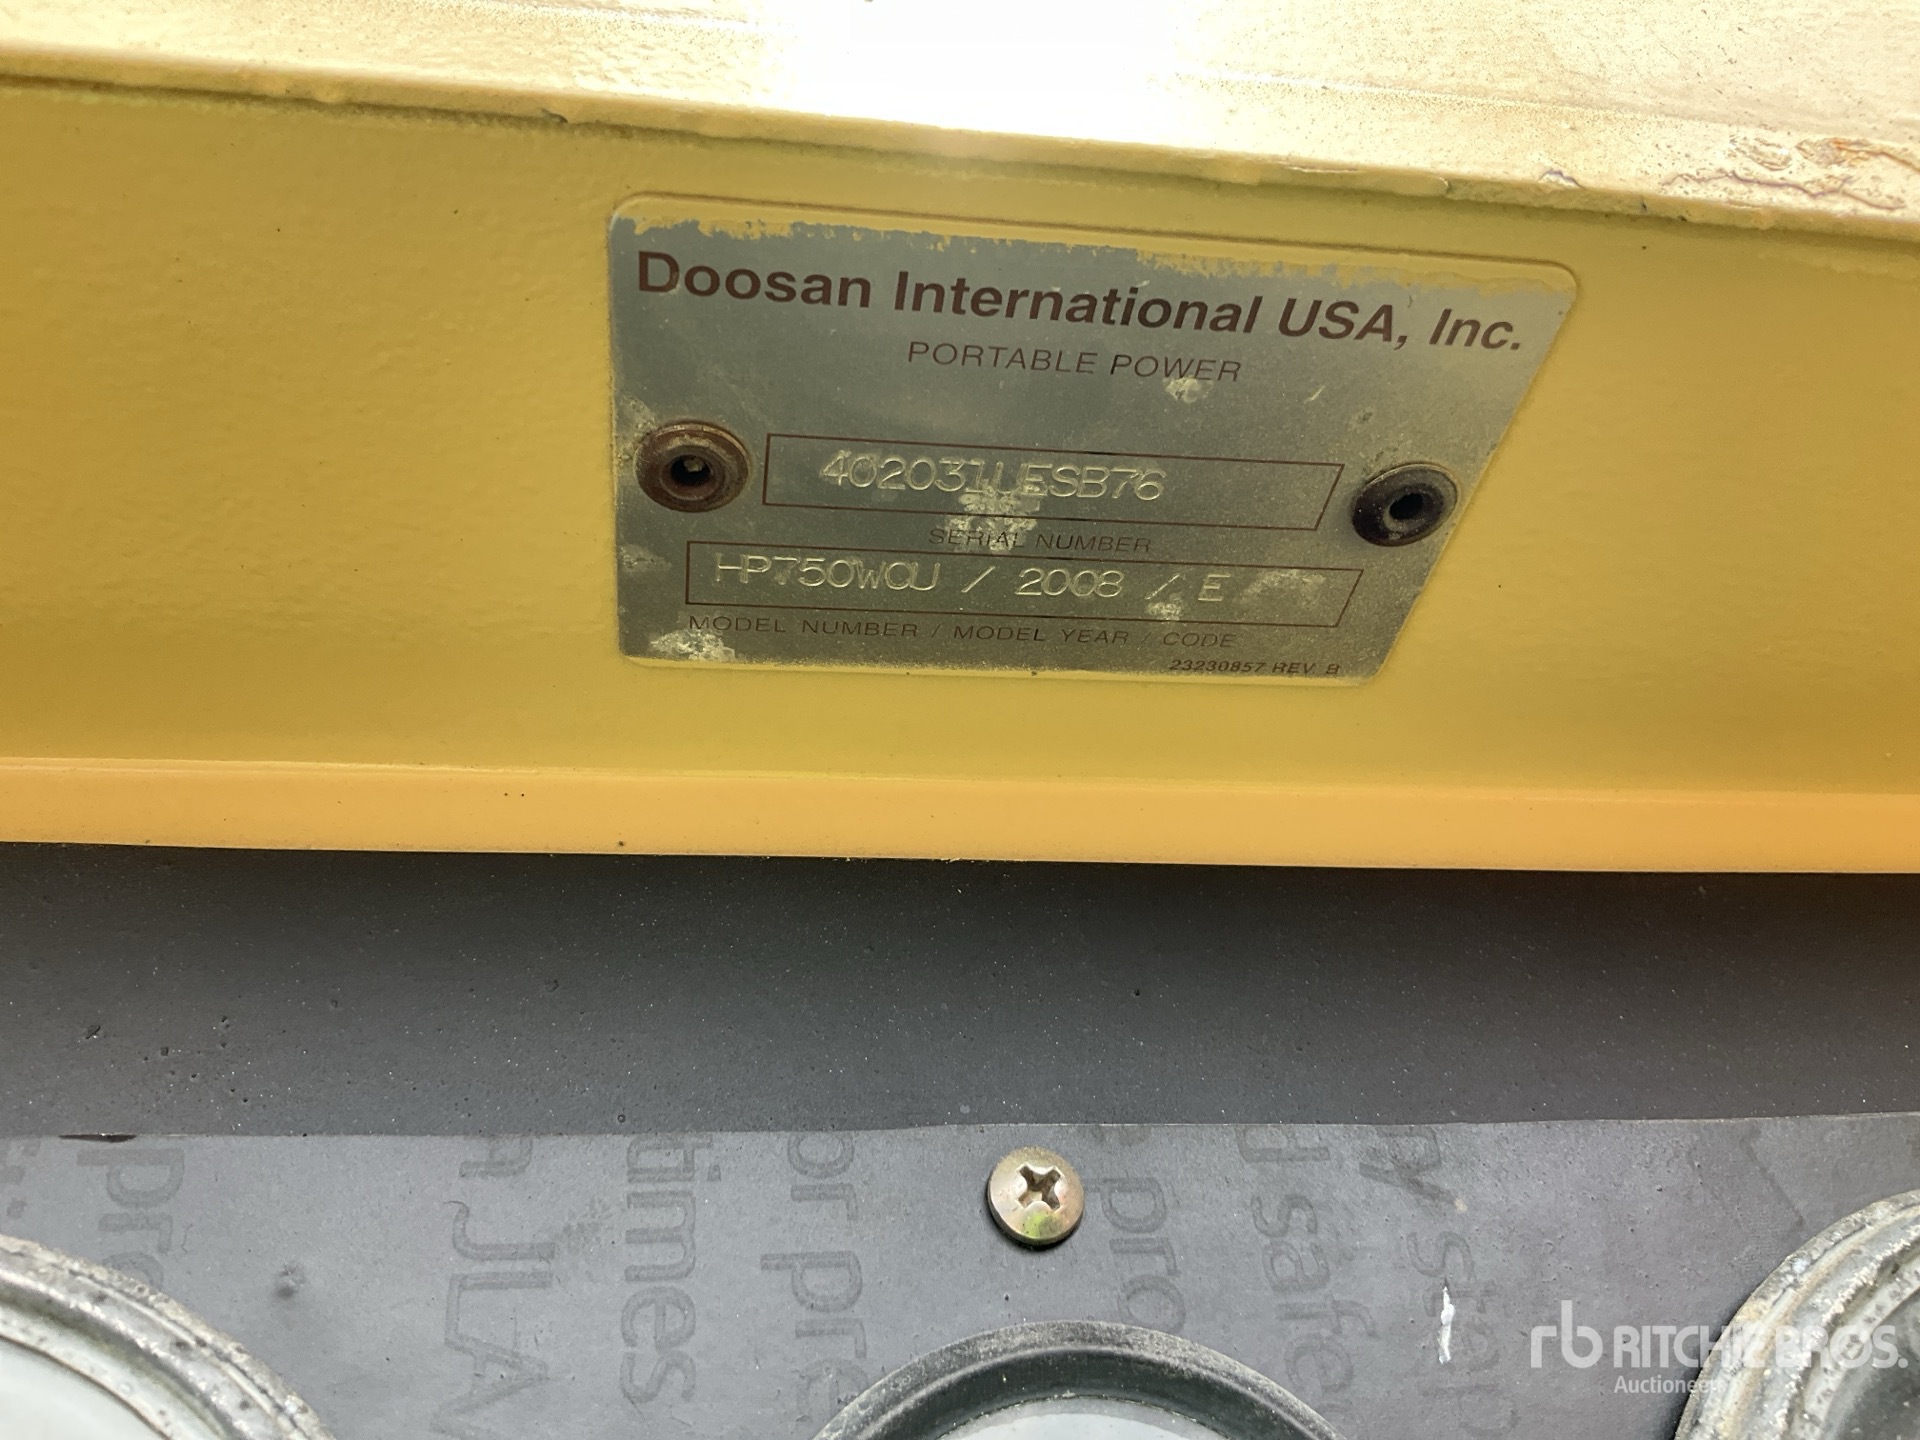 Doosan International USA, Inc.
PORTABLE POWER
402031UESB76
SERIAL NUMBER
HP750WCU / 2008 / E
MODEL NUMBER / MODEL YEAR / CODE
23230857 REV. B
rb RITCHIE BROS.
Auctioneers